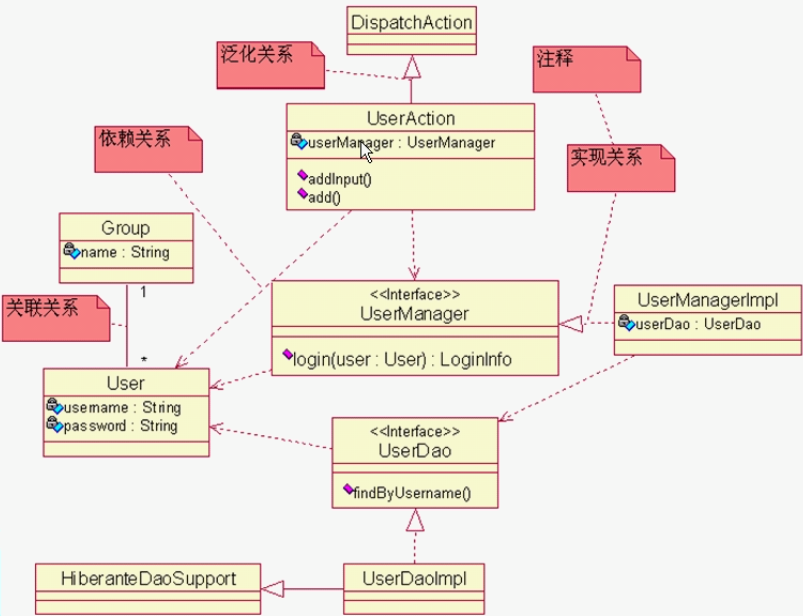 DispatchAction
泛化关系
注释
UserAction
userManager : UserManager
addInput()
add()
依赖关系
实现关系
Group
name : String
1
关联关系
*
<<Interface>>
UserManager
login(user : User) : LoginInfo
UserManagerImpl
userDao : UserDao
User
username : String
password : String
<<Interface>>
UserDao
findByUsername()
HiberanteDaoSupport
UserDaoImpl